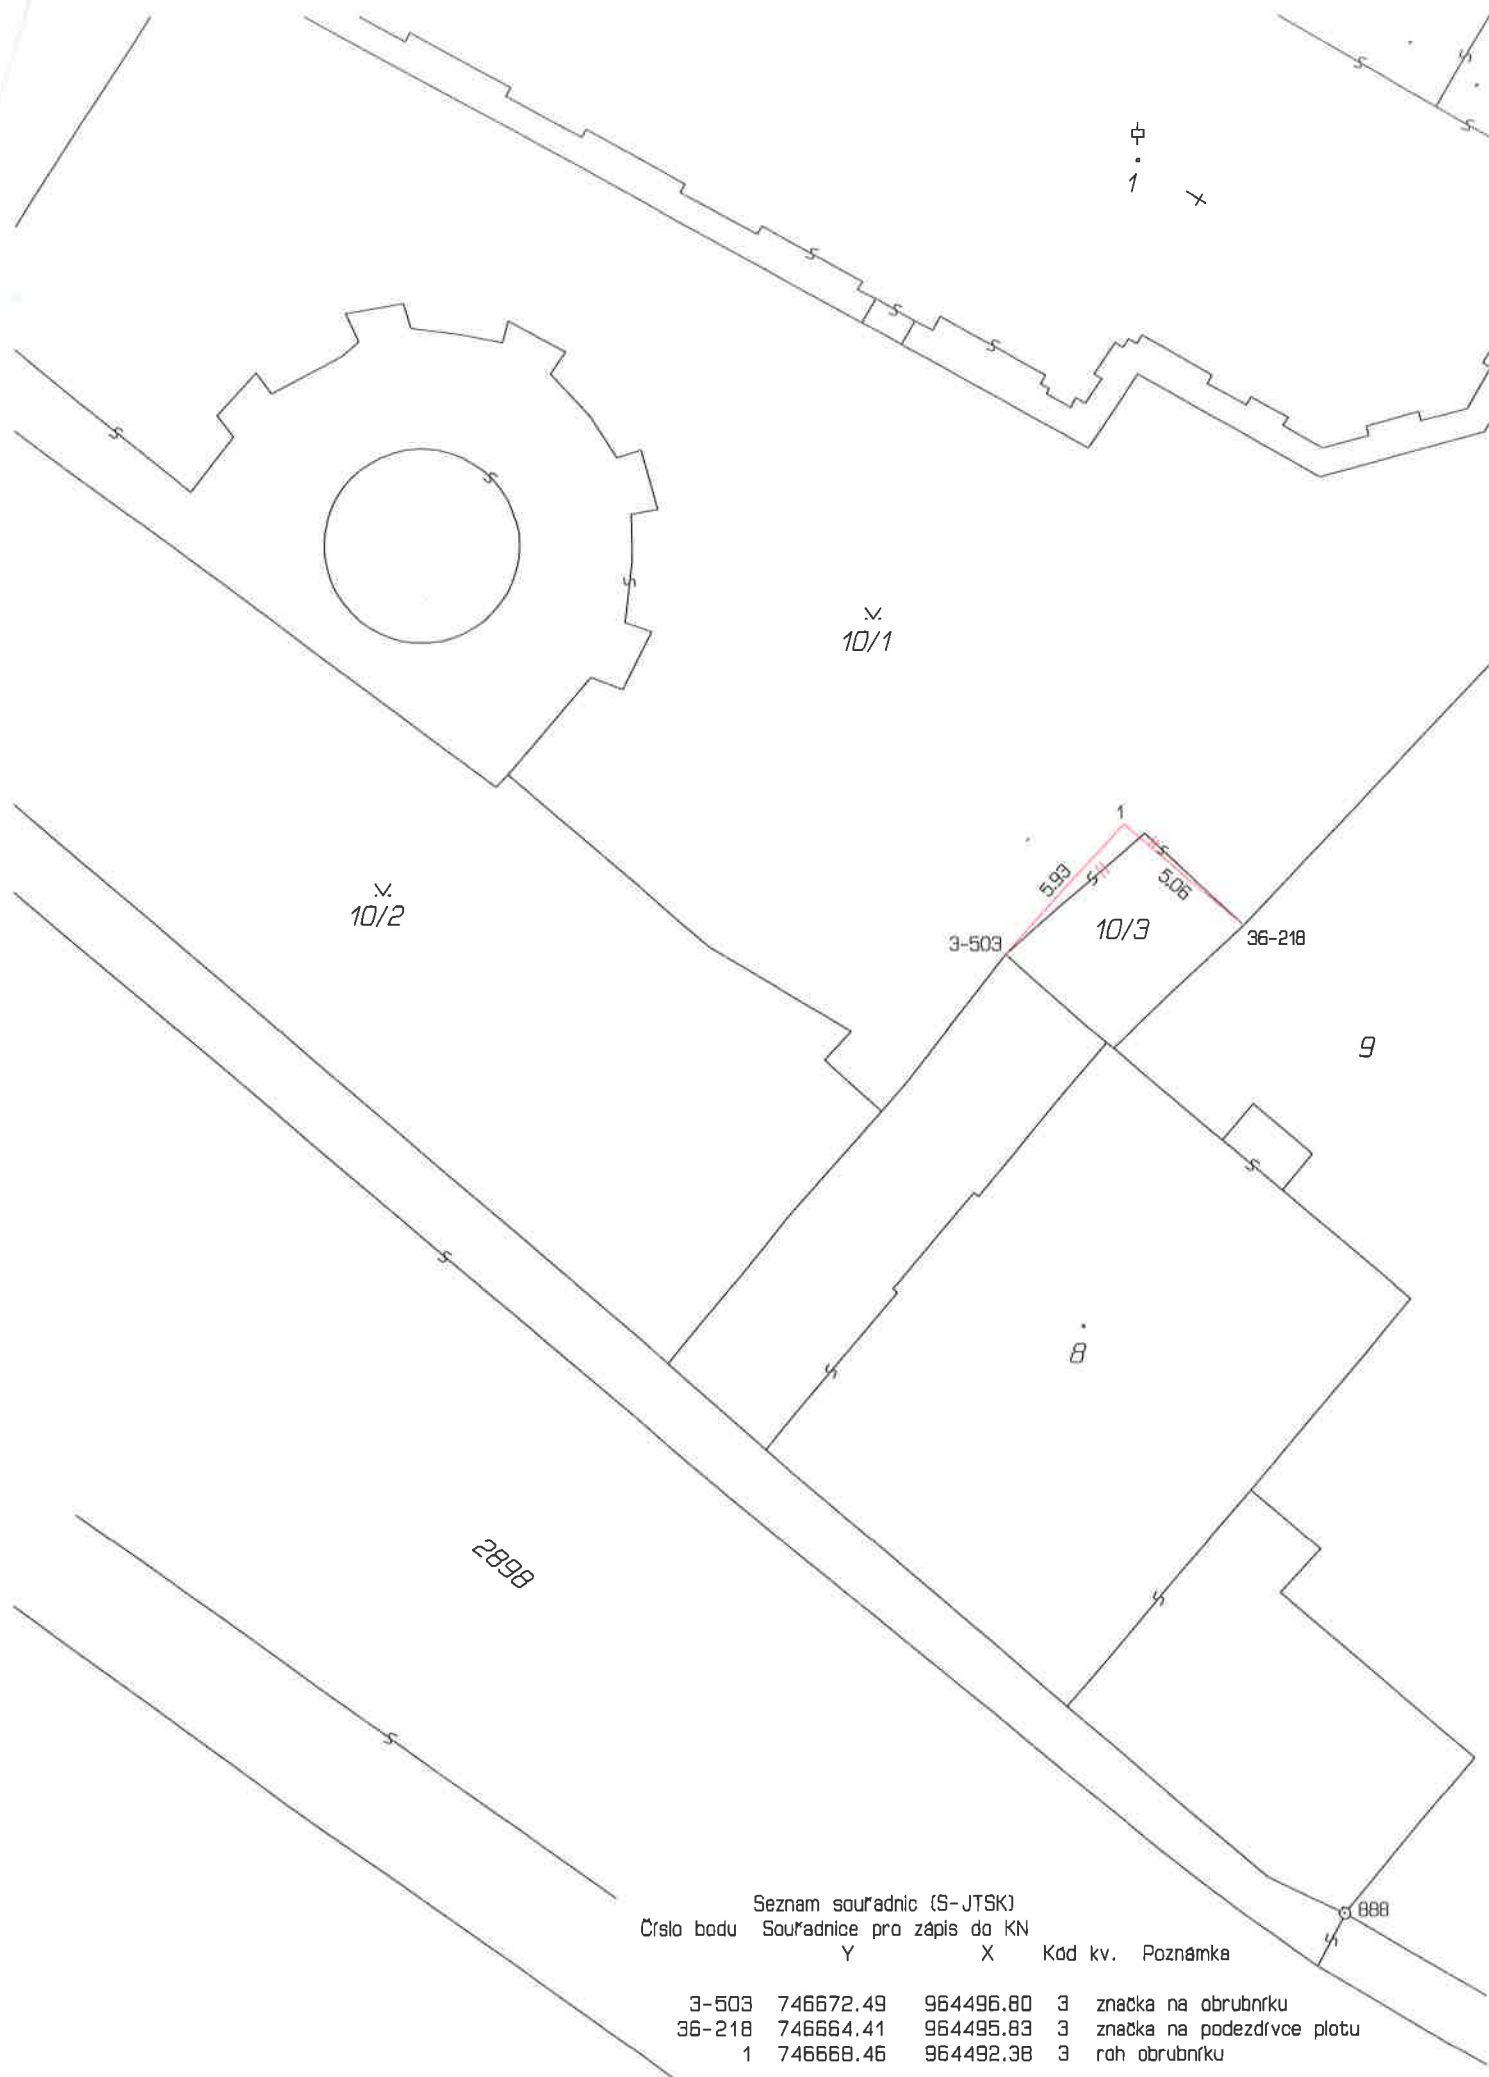 1
10/1
1
5.93
5.06
10/2
10/3
3-503
36-218
9
8
2898
888
Seznam souřadnic (S-JTSK)
Číslo bodu Souřadnice pro zápis do KN
Y X Kód kv. Poznámka
3-503 746672.49 964496.80 3 značka na obrubníku
36-218 746664.41 964495.83 3 značka na podezdívce plotu
1 746668.46 964492.38 3 roh obrubníku